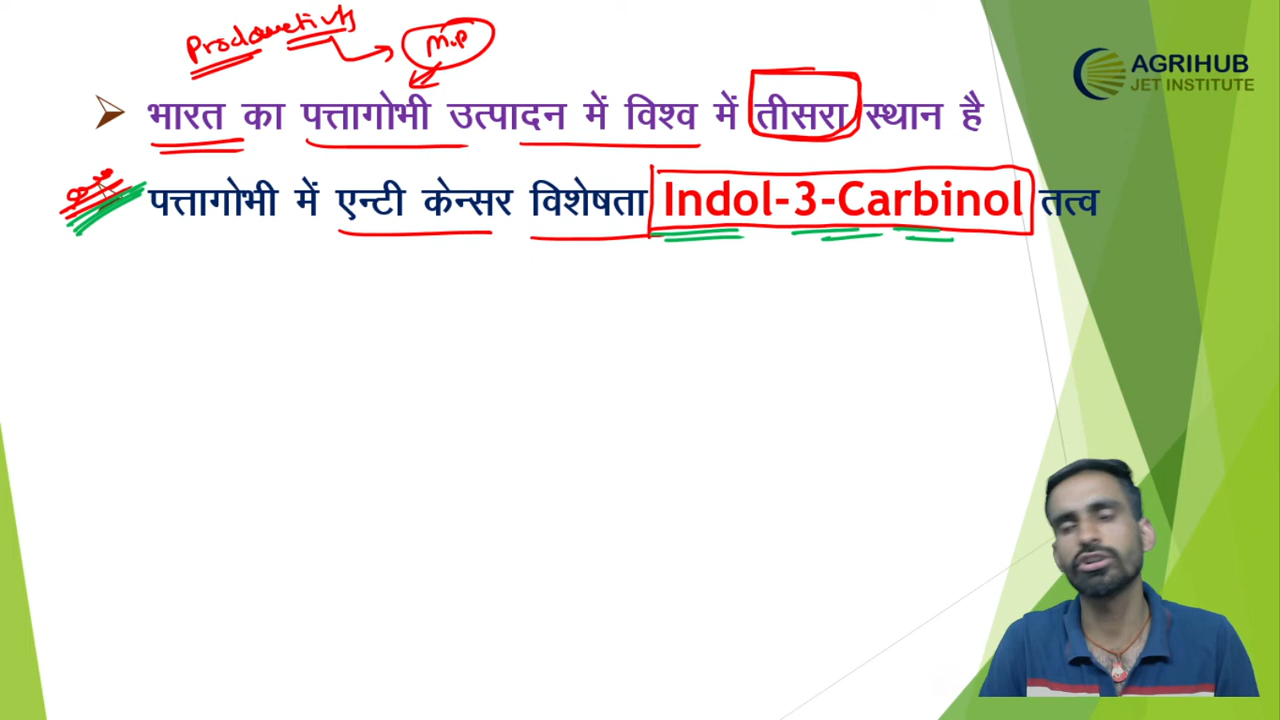 Productivity
M.P
AGRIHUB
JET INSTITUTE
भारत का पत्तागोभी उत्पादन में विश्व में तीसरा स्थान है
पत्तागोभी में एन्टी केन्सर विशेषता Indol-3-Carbinol तत्व